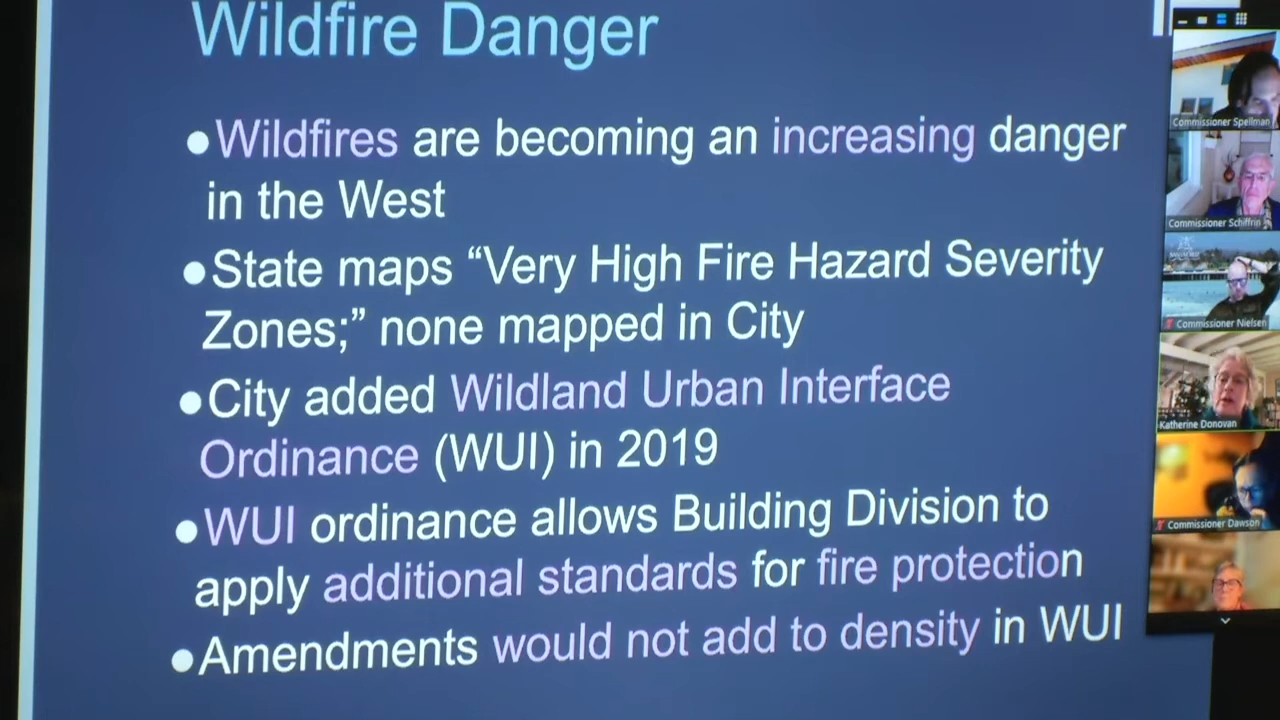 Wildfire Danger
●Wildfires are becoming an increasing danger
in the West
●State maps “Very High Fire Hazard Severity
Zones;” none mapped in City
●City added Wildland Urban Interface
Ordinance (WUI) in 2019
●WUI ordinance allows Building Division to
apply additional standards for fire protection
●Amendments would not add to density in WUI
Commissioner Spellman
Commissioner Schiffrin
Commissioner Nielsen
Katherine Donovan
Commissioner Dawson